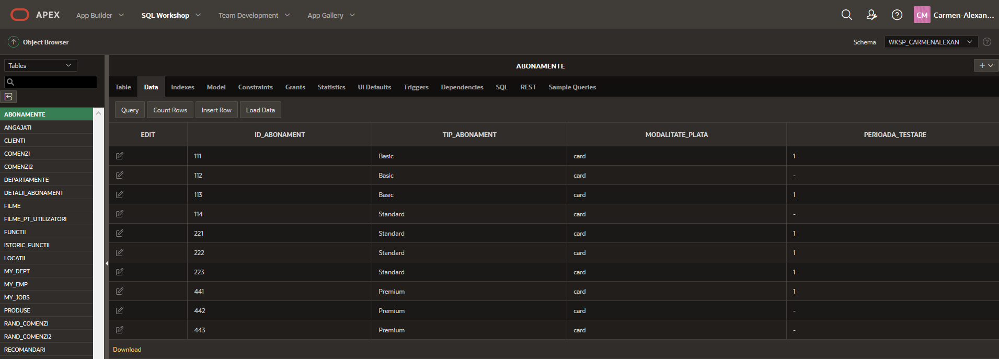 APEX App Builder SQL Workshop Team Development App Gallery CM Carmen-Alexan...
Object Browser Schema WKSP_CARMENALEXAN
Tables
ABONAMENTE
ANGAJATI
CLIENTI
COMENZI
COMENZI2
DEPARTAMENTE
DETALII_ABONAMENT
FILME
FILME_PT_UTILIZATORI
FUNCTII
ISTORIC_FUNCTII
LOCATII
MY_DEPT
MY_EMP
MY_JOBS
PRODUSE
RAND_COMENZI
RAND_COMENZI2
RECOMANDARI
ABONAMENTE
Table Data Indexes Model Constraints Grants Statistics UI Defaults Triggers Dependencies SQL REST Sample Queries
Query Count Rows Insert Row Load Data
EDIT ID_ABONAMENT TIP_ABONAMENT MODALITATE_PLATA PERIOADA_TESTARE
111 Basic card 1
112 Basic card -
113 Basic card 1
114 Standard card -
221 Standard card 1
222 Standard card 1
223 Standard card 1
441 Premium card 1
442 Premium card -
443 Premium card -
Download